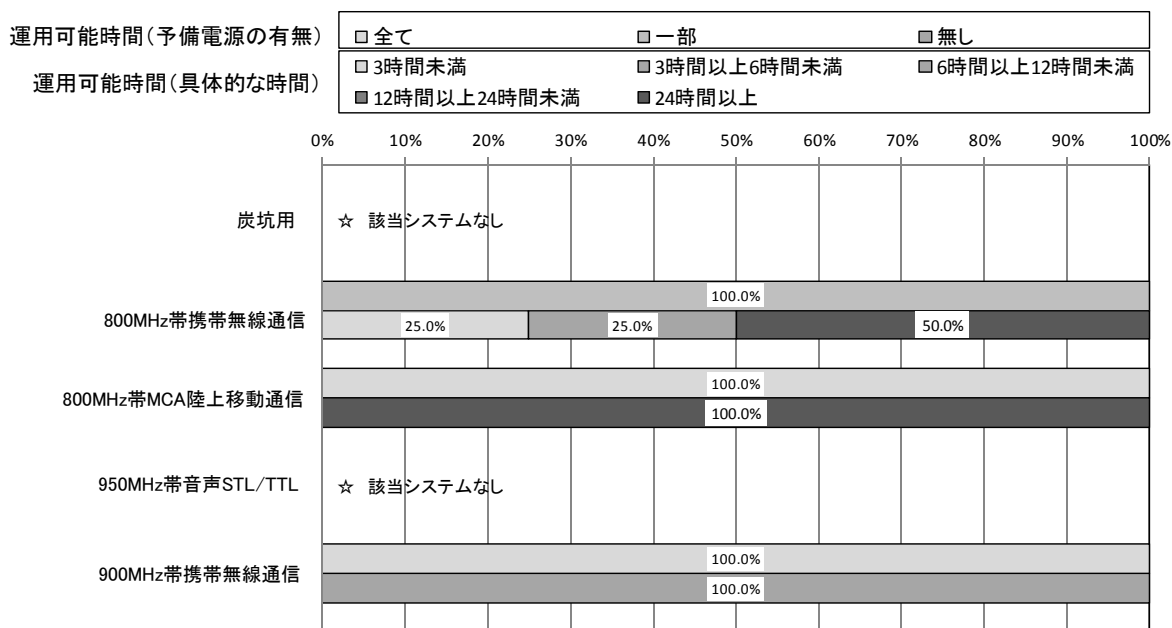 運用可能時間(予備電源の有無)
全て 一部 無し
運用可能時間(具体的な時間)
3時間未満 3時間以上6時間未満 6時間以上12時間未満
12時間以上24時間未満 24時間以上
0% 10% 20% 30% 40% 50% 60% 70% 80% 90% 100%
炭坑用 ☆ 該当システムなし
100.0%
800MHz帯携帯無線通信
25.0% 25.0% 50.0%
100.0%
800MHz帯MCA陸上移動通信
100.0%
950MHz帯音声STL/TTL ☆ 該当システムなし
100.0%
900MHz帯携帯無線通信
100.0%